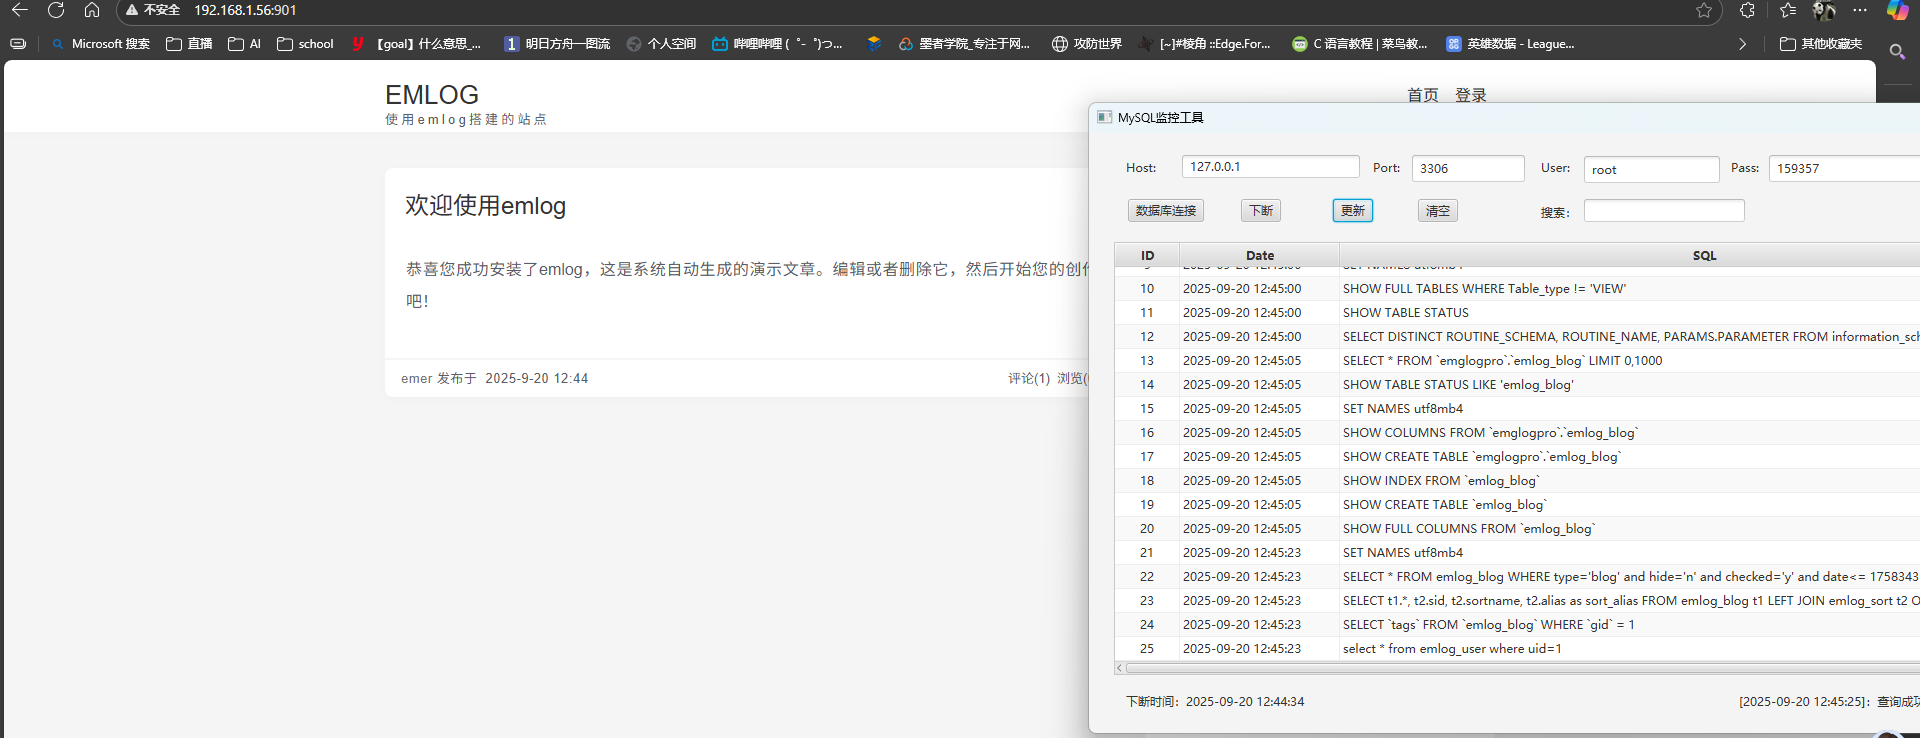 不安全 192.168.1.56:901
Microsoft 搜索 直播 AI school 【goal】什么意思_... 明日方舟一图流 个人空间 哔哩哔哩 (゜-゜)つ... 墨者学院_专注于网... 攻防世界 [~]#棱角 ::Edge.For... C 语言教程 | 菜鸟教... 英雄数据 - League... 其他收藏夹
EMLOG
使用emlog搭建的站点
首页 登录
欢迎使用emlog
恭喜您成功安装了emlog，这是系统自动生成的演示文章。编辑或者删除它，然后开始您的创作
吧！
emer 发布于 2025-9-20 12:44
评论(1) 浏览(
MySQL监控工具
Host: 127.0.0.1 Port: 3306 User: root Pass: 159357
数据库连接 下断 更新 清空 搜索:
ID Date SQL
10 2025-09-20 12:45:00 SHOW FULL TABLES WHERE Table_type != 'VIEW'
11 2025-09-20 12:45:00 SHOW TABLE STATUS
12 2025-09-20 12:45:00 SELECT DISTINCT ROUTINE_SCHEMA, ROUTINE_NAME, PARAMS.PARAMETER FROM information_sch
13 2025-09-20 12:45:05 SELECT * FROM `emglogpro`.`emlog_blog` LIMIT 0,1000
14 2025-09-20 12:45:05 SHOW TABLE STATUS LIKE 'emlog_blog'
15 2025-09-20 12:45:05 SET NAMES utf8mb4
16 2025-09-20 12:45:05 SHOW COLUMNS FROM `emglogpro`.`emlog_blog`
17 2025-09-20 12:45:05 SHOW CREATE TABLE `emglogpro`.`emlog_blog`
18 2025-09-20 12:45:05 SHOW INDEX FROM `emlog_blog`
19 2025-09-20 12:45:05 SHOW CREATE TABLE `emlog_blog`
20 2025-09-20 12:45:05 SHOW FULL COLUMNS FROM `emlog_blog`
21 2025-09-20 12:45:23 SET NAMES utf8mb4
22 2025-09-20 12:45:23 SELECT * FROM emlog_blog WHERE type='blog' and hide='n' and checked='y' and date<= 1758343
23 2025-09-20 12:45:23 SELECT t1.*, t2.sid, t2.sortname, t2.alias as sort_alias FROM emlog_blog t1 LEFT JOIN emlog_sort t2 O
24 2025-09-20 12:45:23 SELECT `tags` FROM `emlog_blog` WHERE `gid` = 1
25 2025-09-20 12:45:23 select * from emlog_user where uid=1
下断时间: 2025-09-20 12:44:34
[2025-09-20 12:45:25]: 查询成功